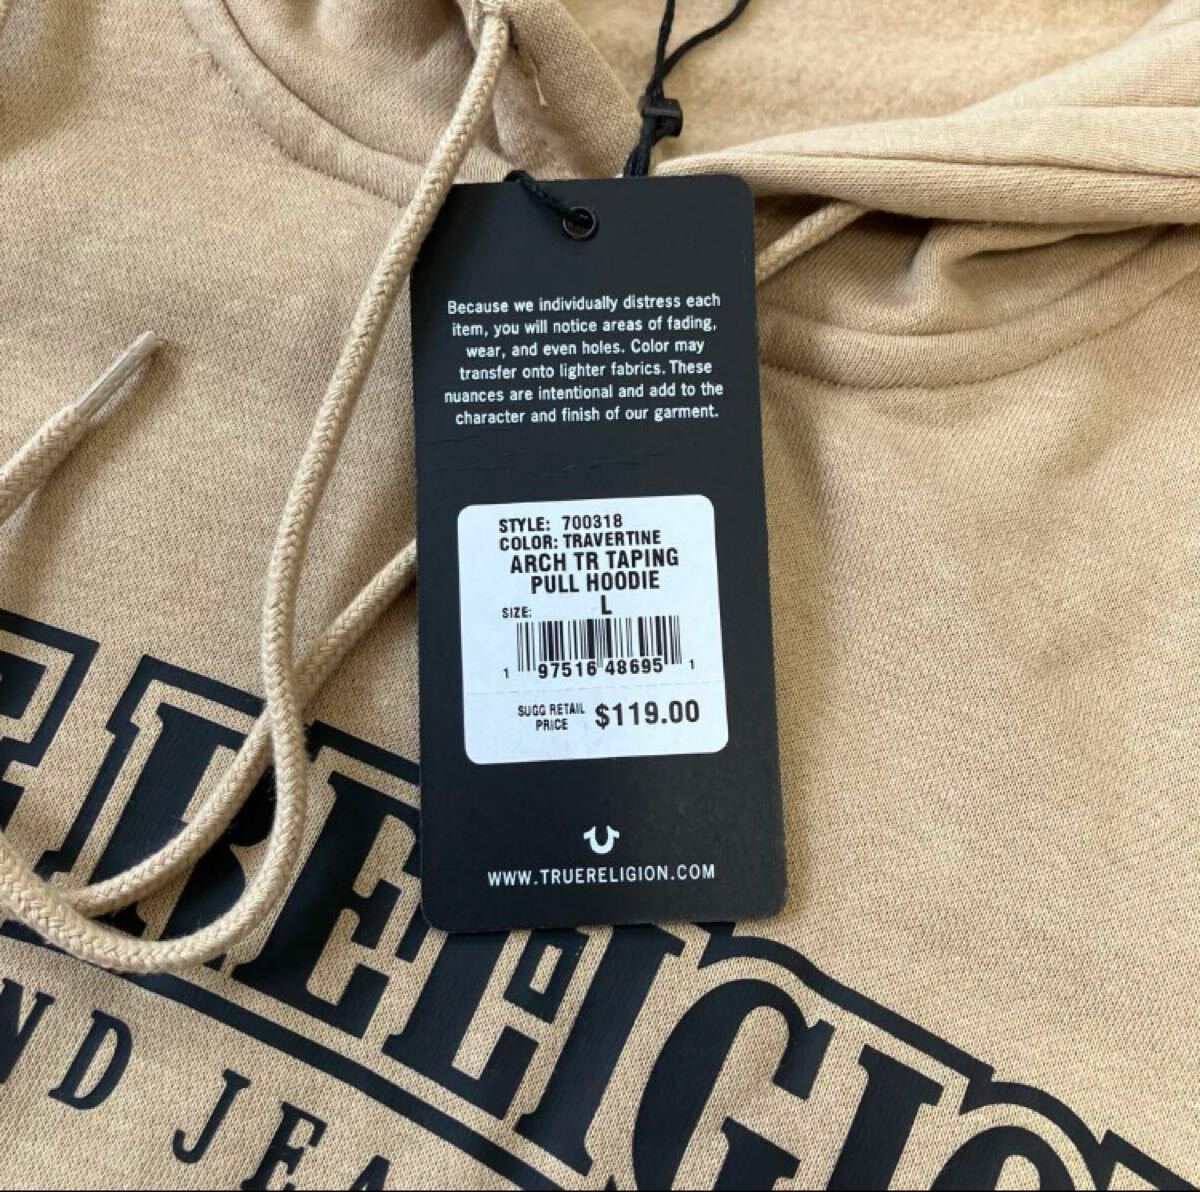 Because we individually distress each
item, you will notice areas of fading,
wear, and even holes. Color may
transfer onto lighter fabrics. These
nuances are intentional and add to the
character and finish of our garment.
STYLE: 700318
COLOR: TRAVERTINE
ARCH TR TAPING
PULL HOODIE
SIZE: L
1 97516 48695 1
SUGG RETAIL
PRICE $119.00
WWW.TRUERELIGION.COM
E RELIGIO
ND JEA